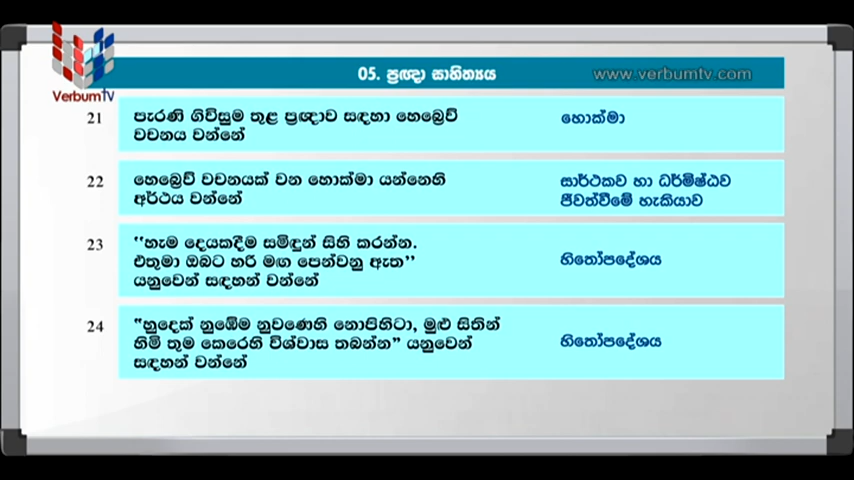 VerbumTV
05. ප්‍රඥා සාහිත්‍යය
www.verbumtv.com
21
පැරණි ගිවිසුම තුළ ප්‍රඥාව සඳහා හෙබ්‍රෙව්
වචනය වන්නේ
හොක්මා
22
හෙබ්‍රෙව් වචනයක් වන හොක්මා යන්නෙහි
අර්ථය වන්නේ
සාර්ථකව හා ධර්මිෂ්ඨව
ජීවත්වීමේ හැකියාව
23
‘‘හැම දෙයකදීම සමිඳුන් සිහි කරන්න.
එතුමා ඔබට හරි මඟ පෙන්වනු ඇත’’
යනුවෙන් සඳහන් වන්නේ
හිතෝපදේශය
24
“හුදෙක් නුඹේම නුවණෙහි නොපිහිටා, මුළු සිතින්
හිමි තුම කෙරෙහි විශ්වාස තබන්න” යනුවෙන්
සඳහන් වන්නේ
හිතෝපදේශය